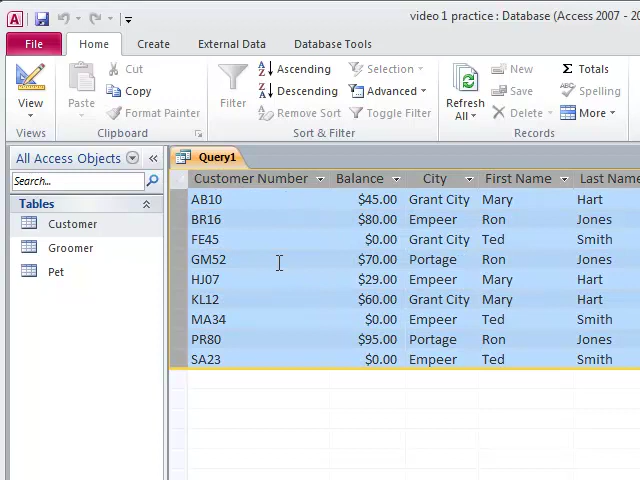 A
video 1 practice : Database (Access 2007 - 20
File Home Create External Data Database Tools
View
Views
Paste
Cut
Copy
Format Painter
Clipboard
Filter
Ascending
Descending
Remove Sort
Selection
Advanced
Toggle Filter
Sort & Filter
Refresh
All
New
Save
Delete
Totals
Spelling
More
Records
All Access Objects
Search...
Tables
Customer
Groomer
Pet
Query1
Customer Number Balance City First Name Last Name
AB10 $45.00 Grant City Mary Hart
BR16 $80.00 Empeer Ron Jones
FE45 $0.00 Grant City Ted Smith
GM52 $70.00 Portage Ron Jones
HJ07 $29.00 Empeer Mary Hart
KL12 $60.00 Grant City Mary Hart
MA34 $0.00 Empeer Ted Smith
PR80 $95.00 Portage Ron Jones
SA23 $0.00 Empeer Ted Smith